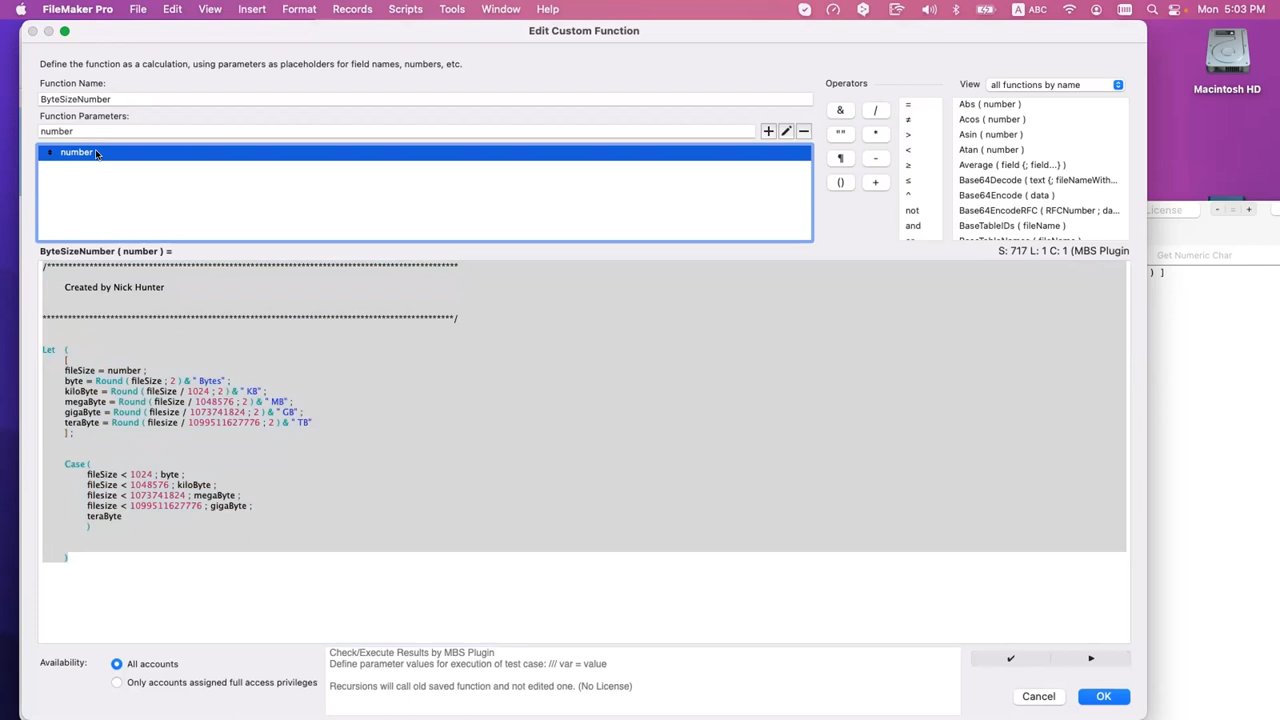 FileMaker Pro File Edit View Insert Format Records Scripts Tools Window Help A ABC Mon 5:03 PM
Edit Custom Function
Macintosh HD
Define the function as a calculation, using parameters as placeholders for field names, numbers, etc.
Function Name:
ByteSizeNumber
Function Parameters:
number
number
Operators
& /
"" *
¶ -
() +
=
≠
>
<
≥
≤
^
not
and
View all functions by name
Abs ( number )
Acos ( number )
Asin ( number )
Atan ( number )
Average ( field {; field...} )
Base64Decode ( text {; fileNameWith...
Base64Encode ( data )
Base64EncodeRFC ( RFCNumber ; da...
BaseTableIDs ( fileName )
License - = +
Get Numeric Char
) ]
ByteSizeNumber ( number ) =
S: 717 L: 1 C: 1 (MBS Plugin
Created by Nick Hunter
Let (
[
fileSize = number ;
byte = Round ( fileSize ; 2 ) & " Bytes" ;
kiloByte = Round ( fileSize / 1024 ; 2 ) & " KB" ;
megaByte = Round ( fileSize / 1048576 ; 2 ) & " MB" ;
gigaByte = Round ( filesize / 1073741824 ; 2 ) & " GB" ;
teraByte = Round ( filesize / 1099511627776 ; 2 ) & " TB"
] ;
Case (
fileSize < 1024 ; byte ;
fileSize < 1048576 ; kiloByte ;
filesize < 1073741824 ; megaByte ;
filesize < 1099511627776 ; gigaByte ;
teraByte
)
)
Availability:
All accounts
Only accounts assigned full access privileges
Check/Execute Results by MBS Plugin
Define parameter values for execution of test case: /// var = value
Recursions will call old saved function and not edited one. (No License)
Cancel
OK